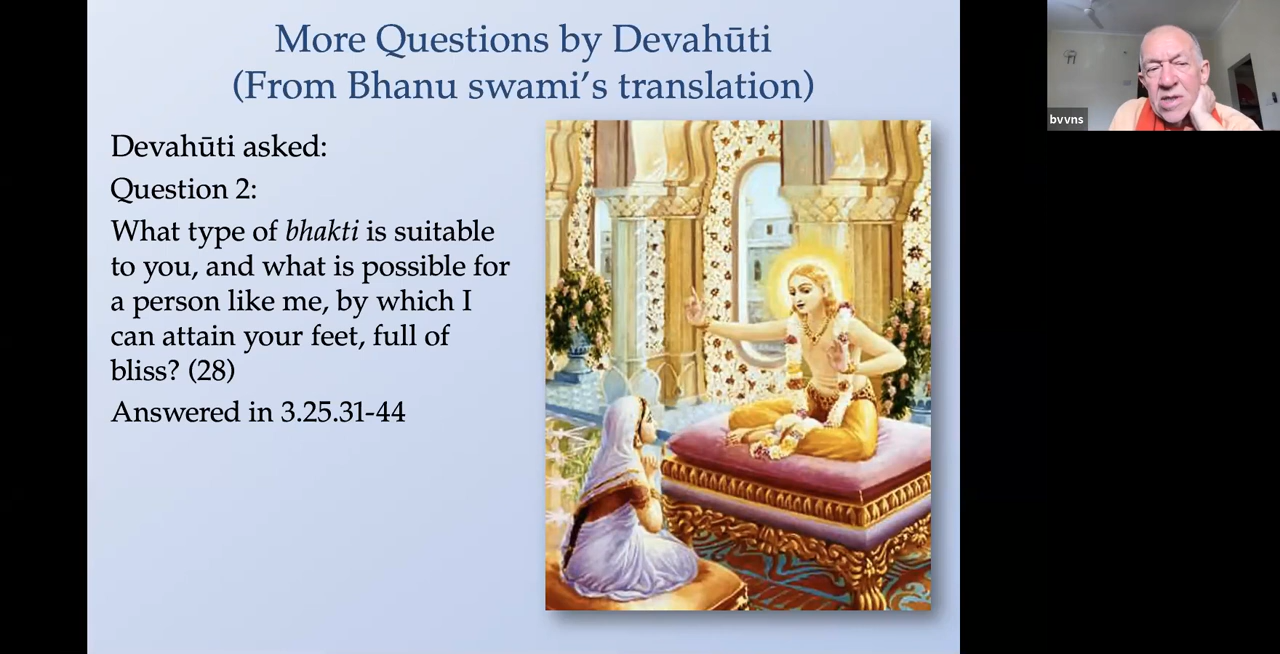 More Questions by Devahūti
(From Bhanu swami’s translation)
Devahūti asked:
Question 2:
What type of bhakti is suitable
to you, and what is possible for
a person like me, by which I
can attain your feet, full of
bliss? (28)
Answered in 3.25.31-44
bvvns